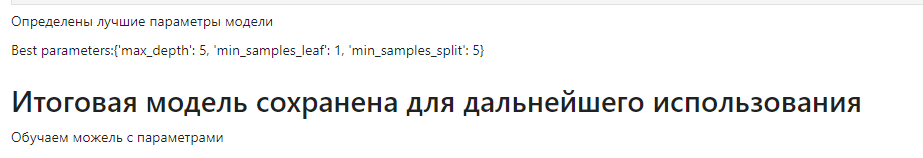 Определены лучшие параметры модели
Best parameters:{'max_depth': 5, 'min_samples_leaf': 1, 'min_samples_split': 5}
Итоговая модель сохранена для дальнейшего использования
Обучаем можель с параметрами